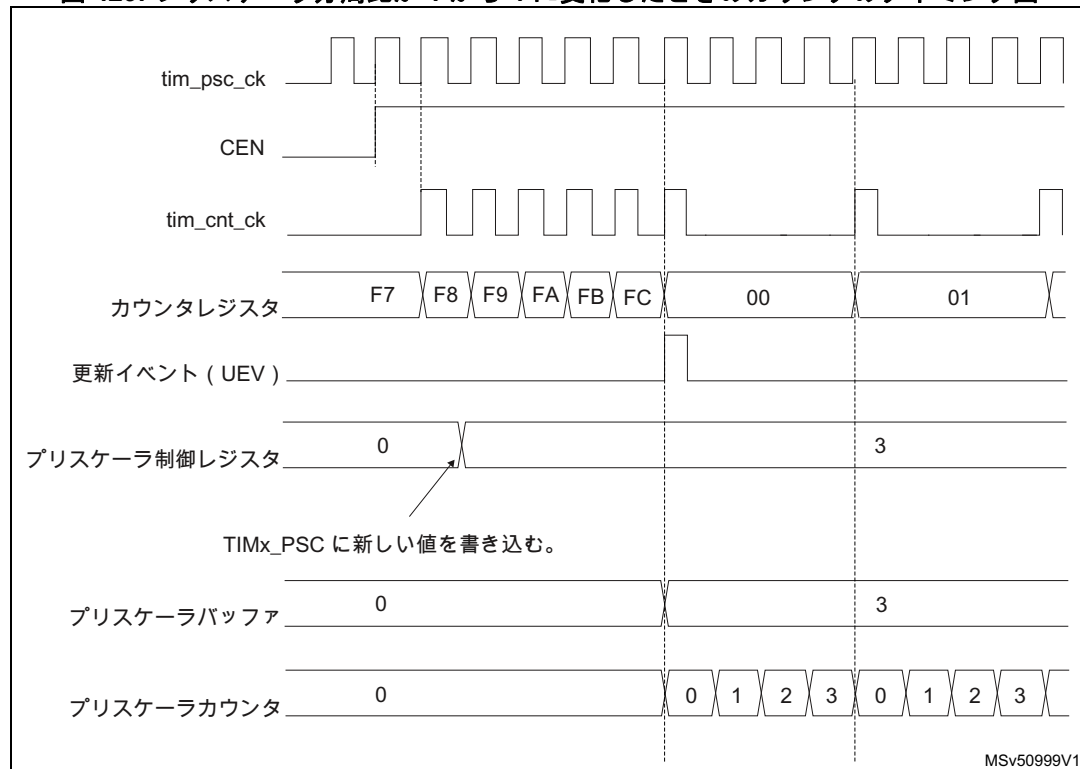 tim_psc_ck
CEN
tim_cnt_ck
カウンタレジスタ F7 F8 F9 FA FB FC 00 01
更新イベント(UEV)
プリスケーラ制御レジスタ 0 3
TIMx_PSC に新しい値を書き込む。
プリスケーラバッファ 0 3
プリスケーラカウンタ 0 0 1 2 3 0 1 2 3
MSv50999V1